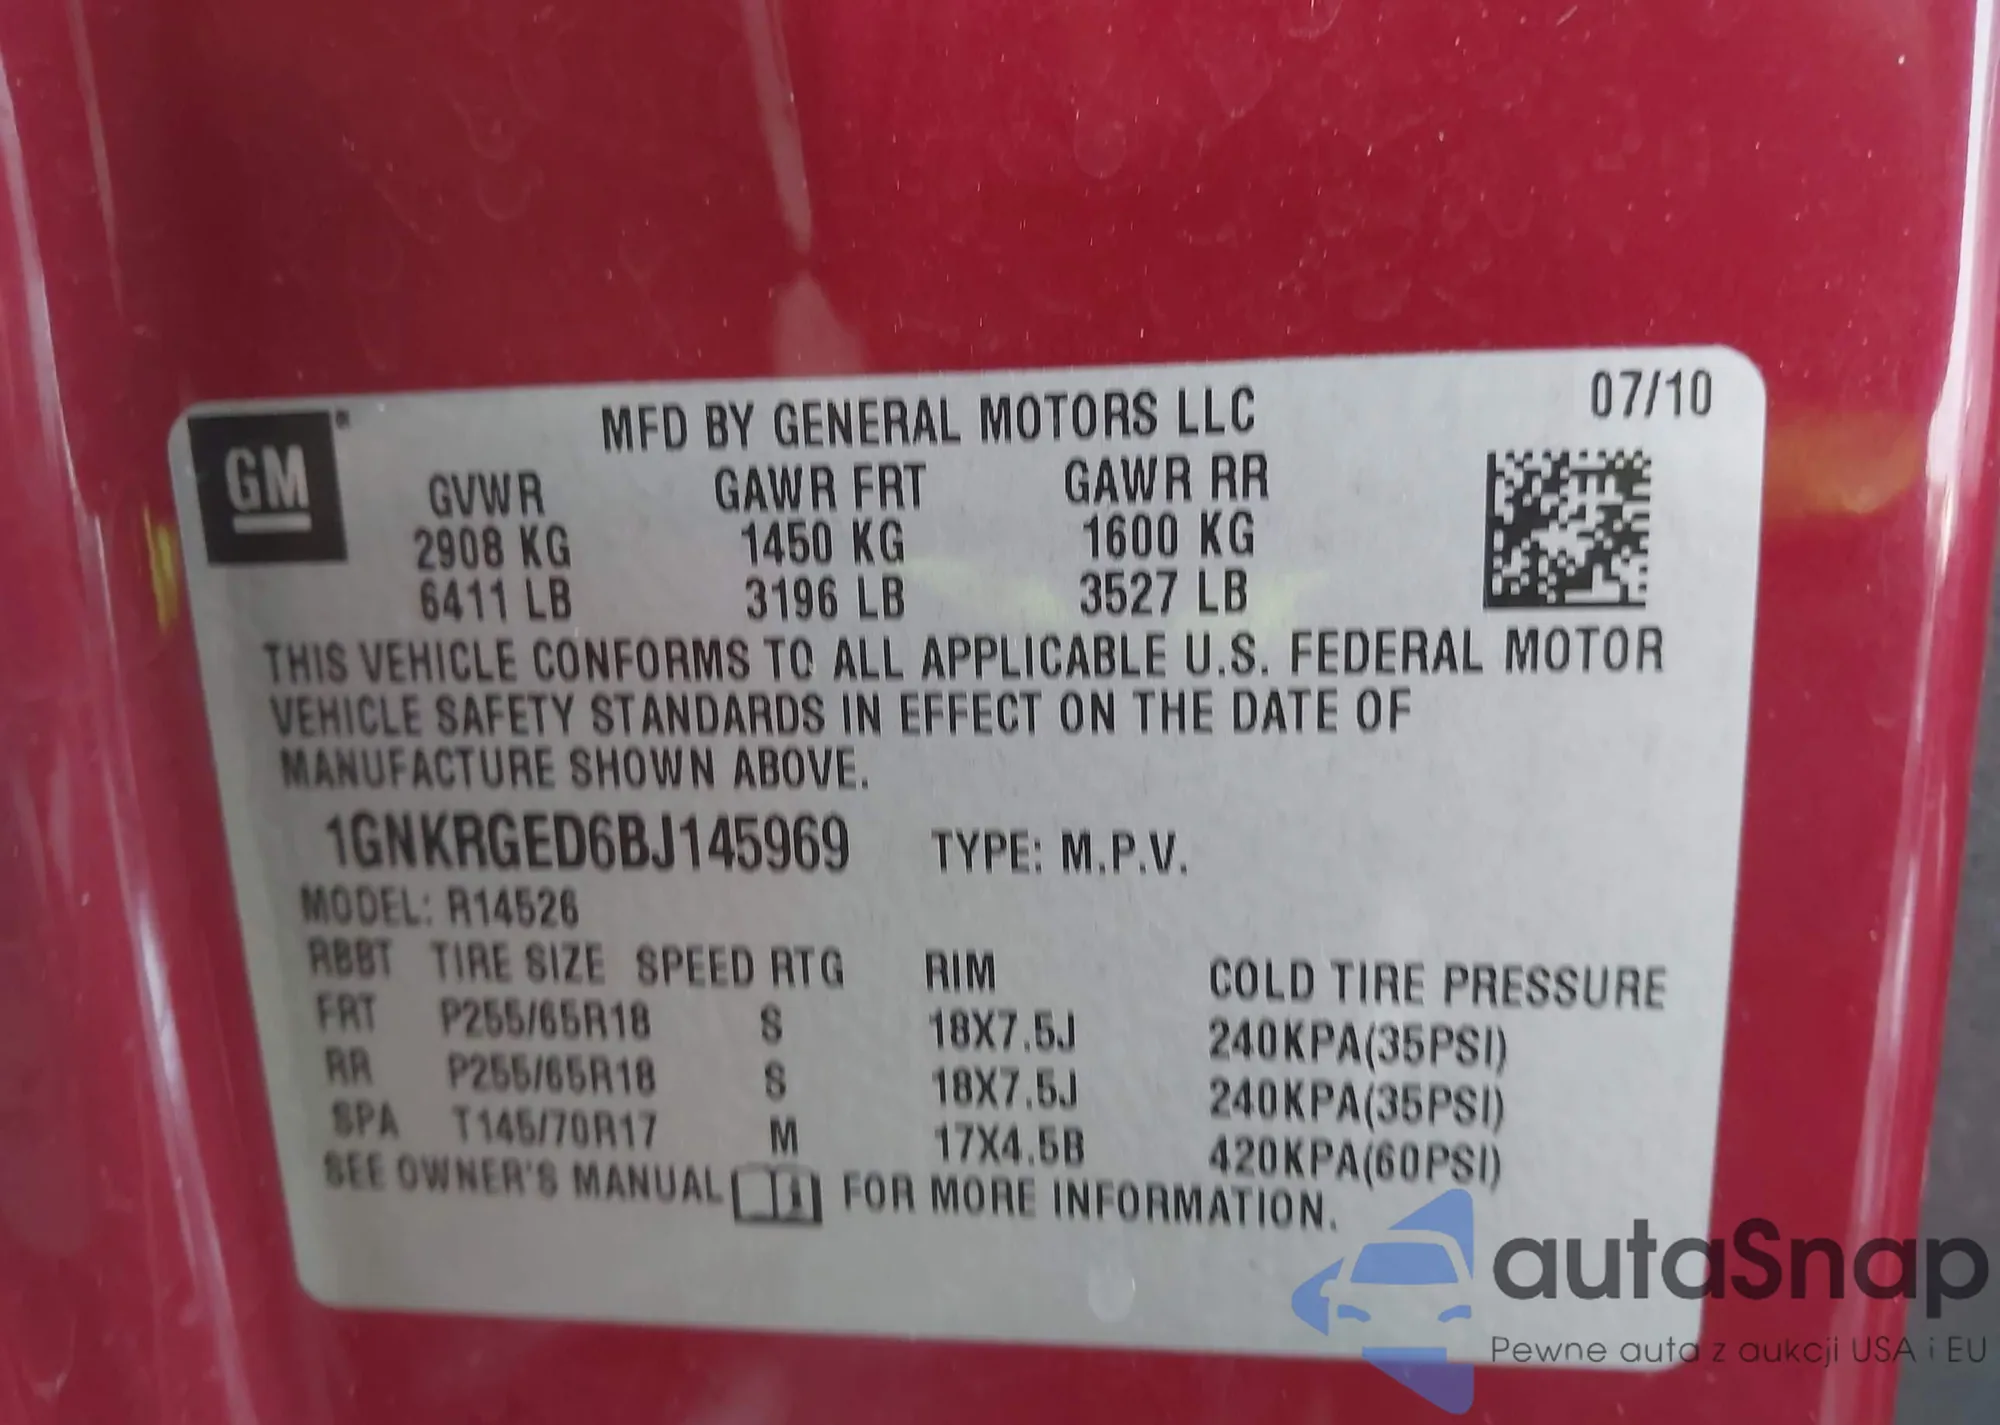 GM
MFD BY GENERAL MOTORS LLC 07/10
GVWR GAWR FRT GAWR RR
2908 KG 1450 KG 1600 KG
6411 LB 3196 LB 3527 LB
THIS VEHICLE CONFORMS TO ALL APPLICABLE U.S. FEDERAL MOTOR
VEHICLE SAFETY STANDARDS IN EFFECT ON THE DATE OF
MANUFACTURE SHOWN ABOVE.
1GNKRGED6BJ145969 TYPE: M.P.V.
MODEL: R14526
RBBT TIRE SIZE SPEED RTG RIM COLD TIRE PRESSURE
FRT P255/65R18 S 18X7.5J 240KPA(35PSI)
RR P255/65R18 S 18X7.5J 240KPA(35PSI)
SPA T145/70R17 M 17X4.5B 420KPA(60PSI)
SEE OWNER'S MANUAL FOR MORE INFORMATION.
autaSnap
Pewne auta z aukcji USA i EU